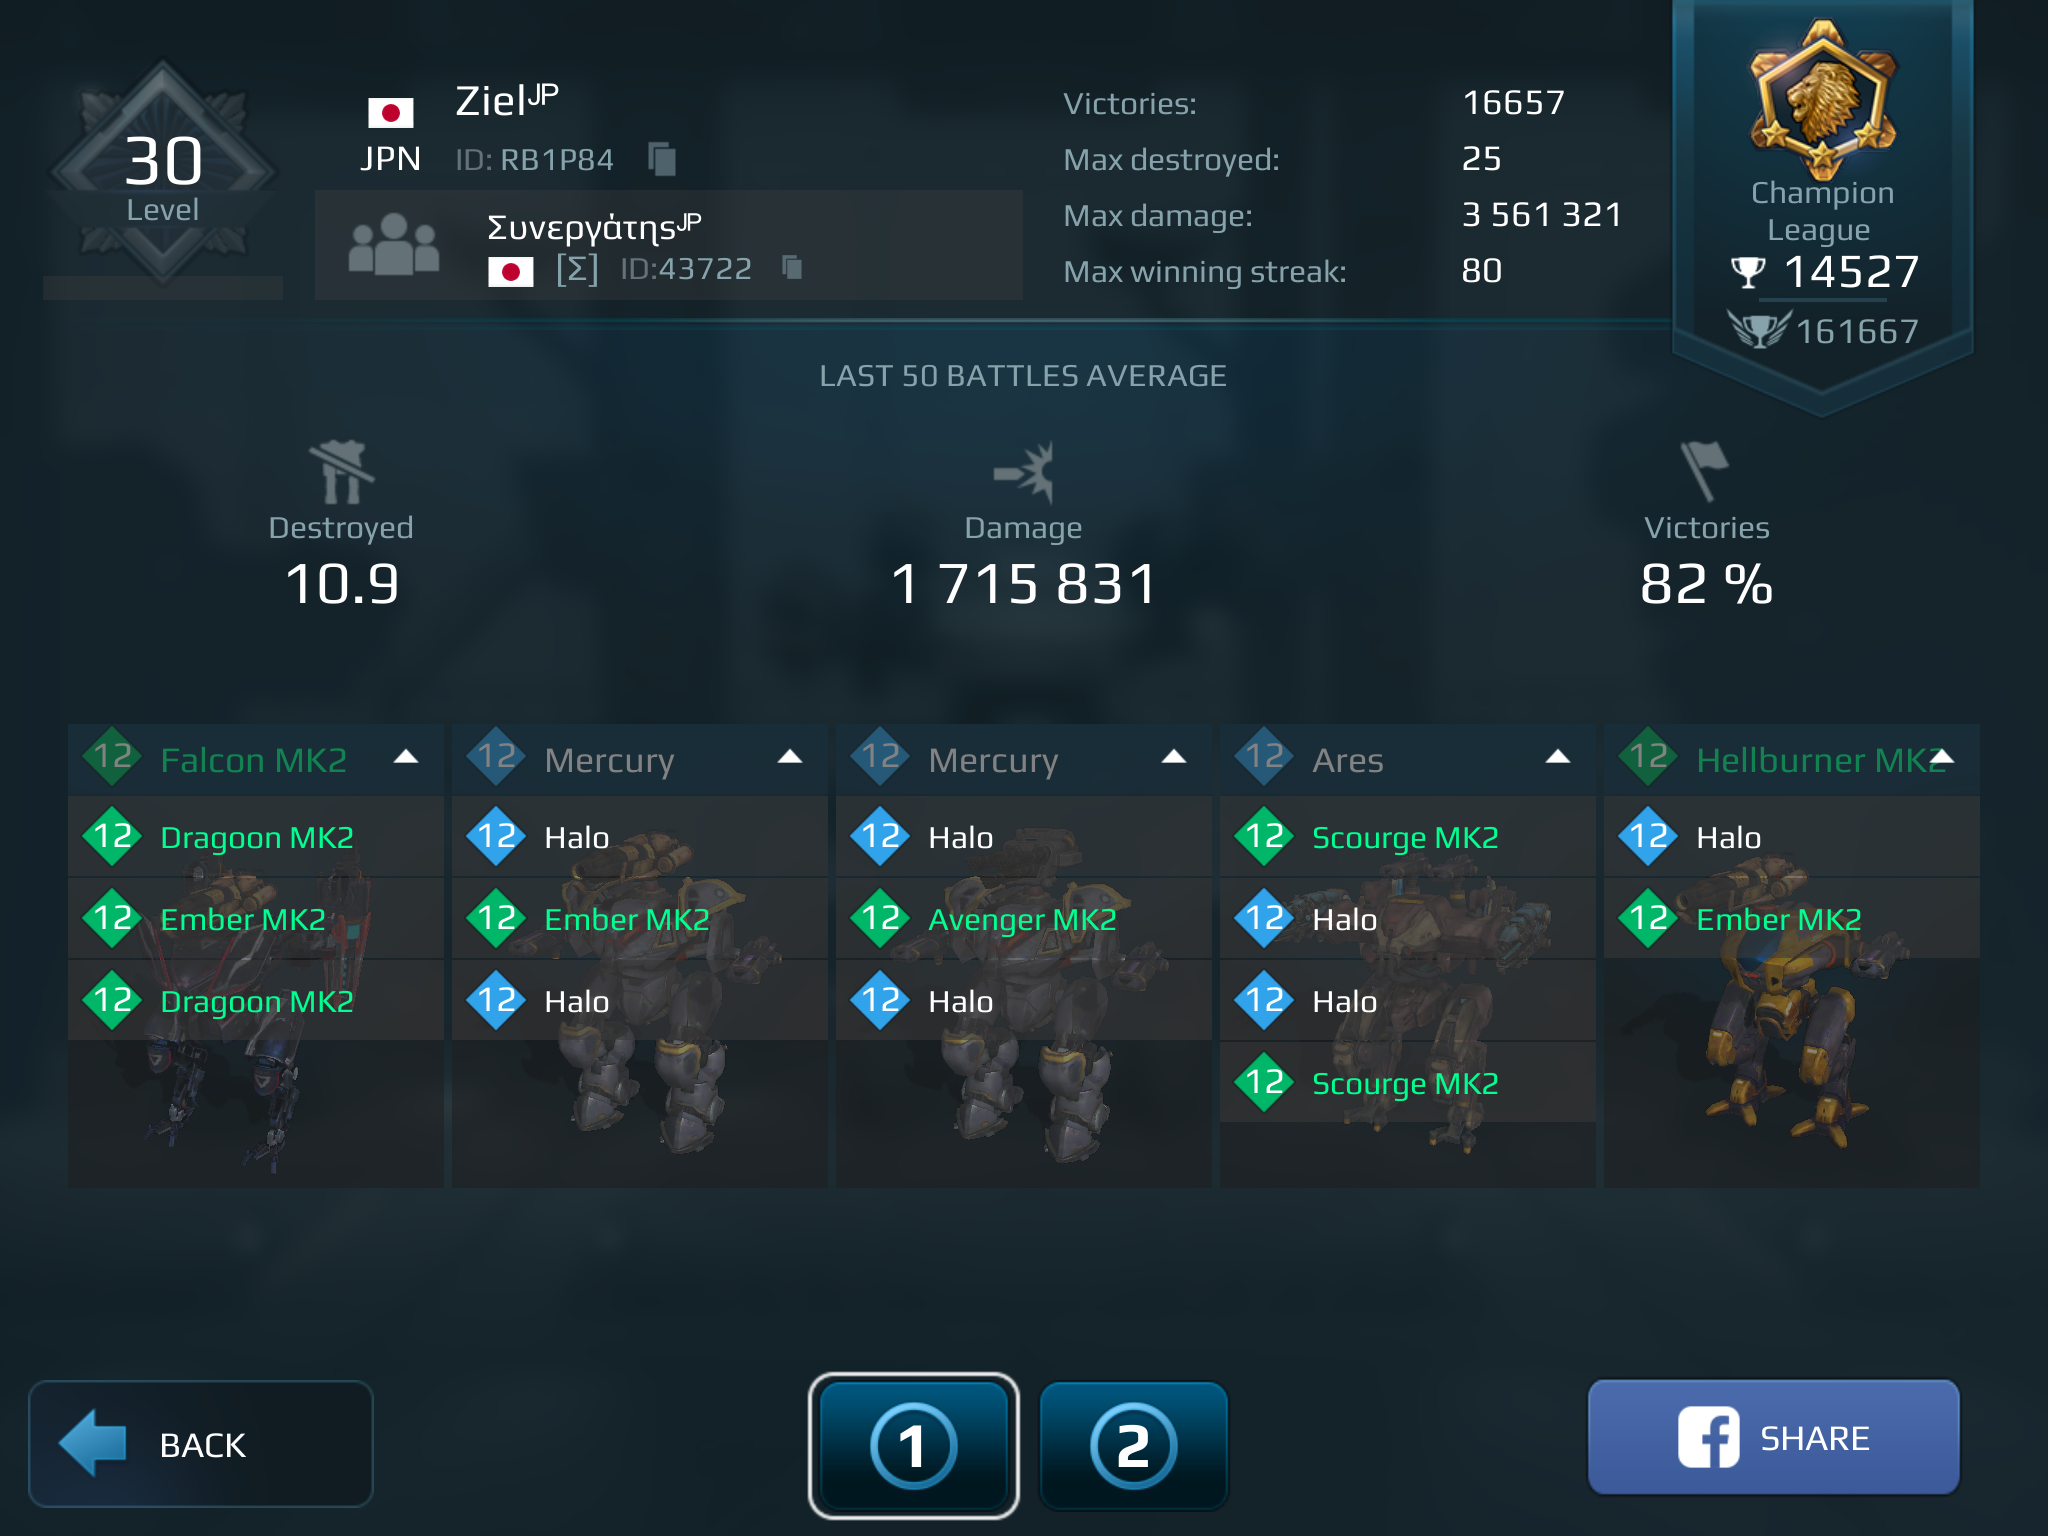 30
Level
JPN
Zielᴶᴾ
ID: RB1P84
Συνεργάτηςᴶᴾ
[Σ] ID:43722
Victories: 16657
Max destroyed: 25
Max damage: 3 561 321
Max winning streak: 80
Champion
League
14527
161667
LAST 50 BATTLES AVERAGE
Destroyed
10.9
Damage
1 715 831
Victories
82 %
12 Falcon MK2
12 Dragoon MK2
12 Ember MK2
12 Dragoon MK2
12 Mercury
12 Halo
12 Ember MK2
12 Halo
12 Mercury
12 Halo
12 Avenger MK2
12 Halo
12 Ares
12 Scourge MK2
12 Halo
12 Halo
12 Scourge MK2
12 Hellburner MK2
12 Halo
12 Ember MK2
BACK
1
2
SHARE